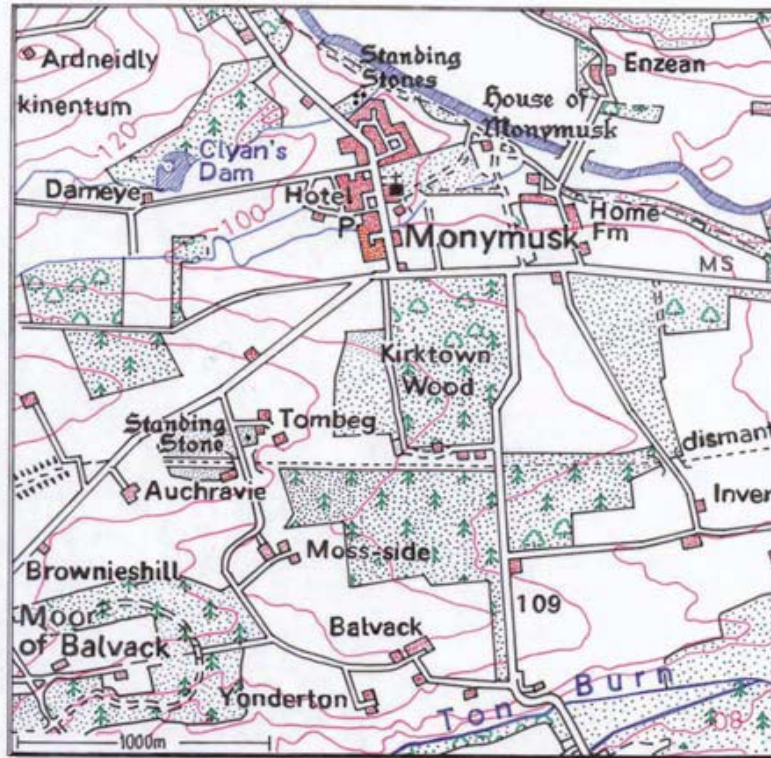 Ardneidly
kinentum
120
Clyan's
Dam
Dameye
100
Standing
Stones
House of
Monymusk
Enzean
Hotel
P
Monymusk
Home
Fm
MS
Kirktown
Wood
Standing
Stone
Tombeg
dismant
Auchravie
Inver
Moss-side
Brownieshill
Moor
of Balvack
109
Balvack
Yonderton
Ton Burn
80
1000m